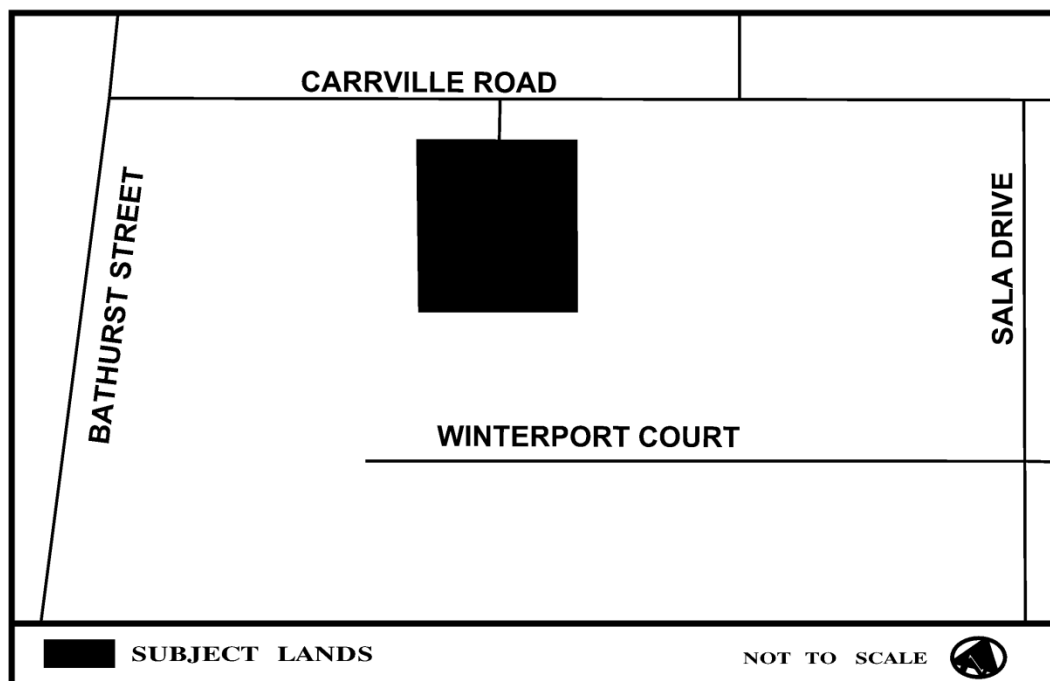 CARRVILLE ROAD
BATHURST STREET
SALA DRIVE
WINTERPORT COURT
SUBJECT LANDS
NOT TO SCALE